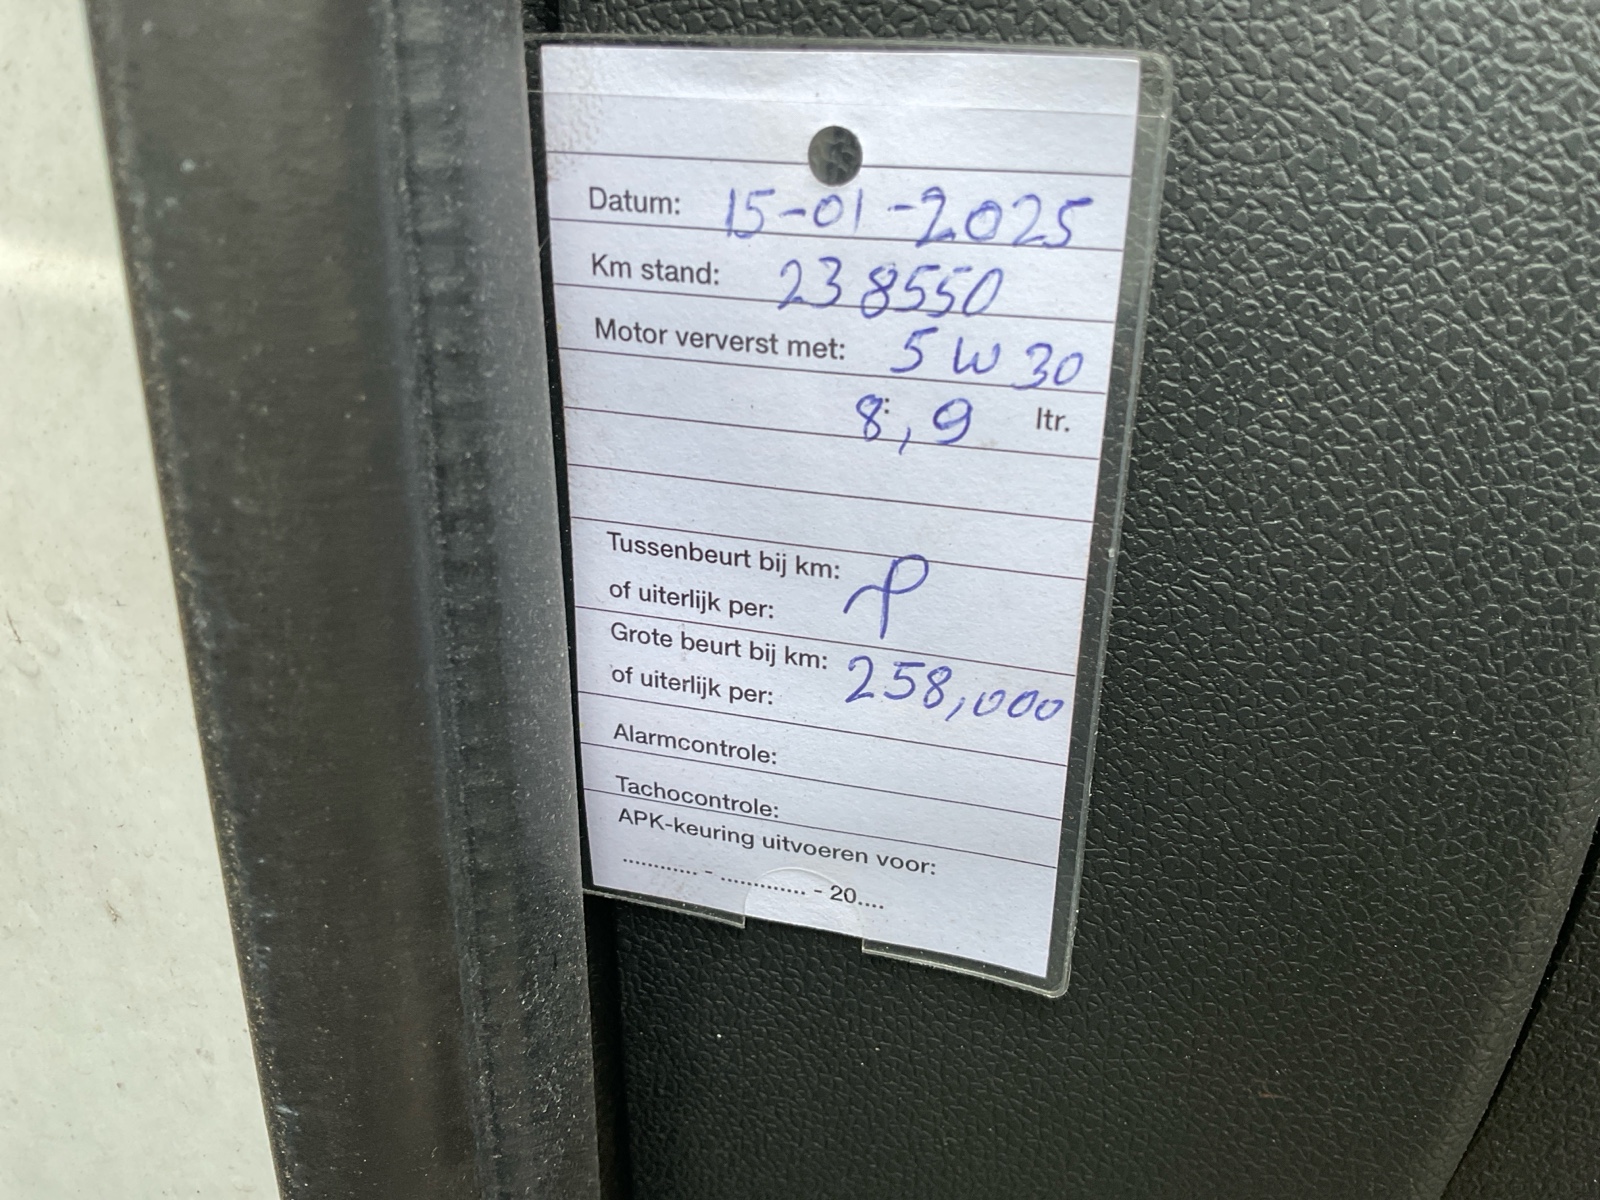 Datum: 15-01-2025
Km stand: 238550
Motor ververst met: 5W30
8,9 ltr.
Tussenbeurt bij km:
of uiterlijk per:
Grote beurt bij km: 258,000
of uiterlijk per:
Alarmcontrole:
Tachocontrole:
APK-keuring uitvoeren voor:
............ - ............. - 20....